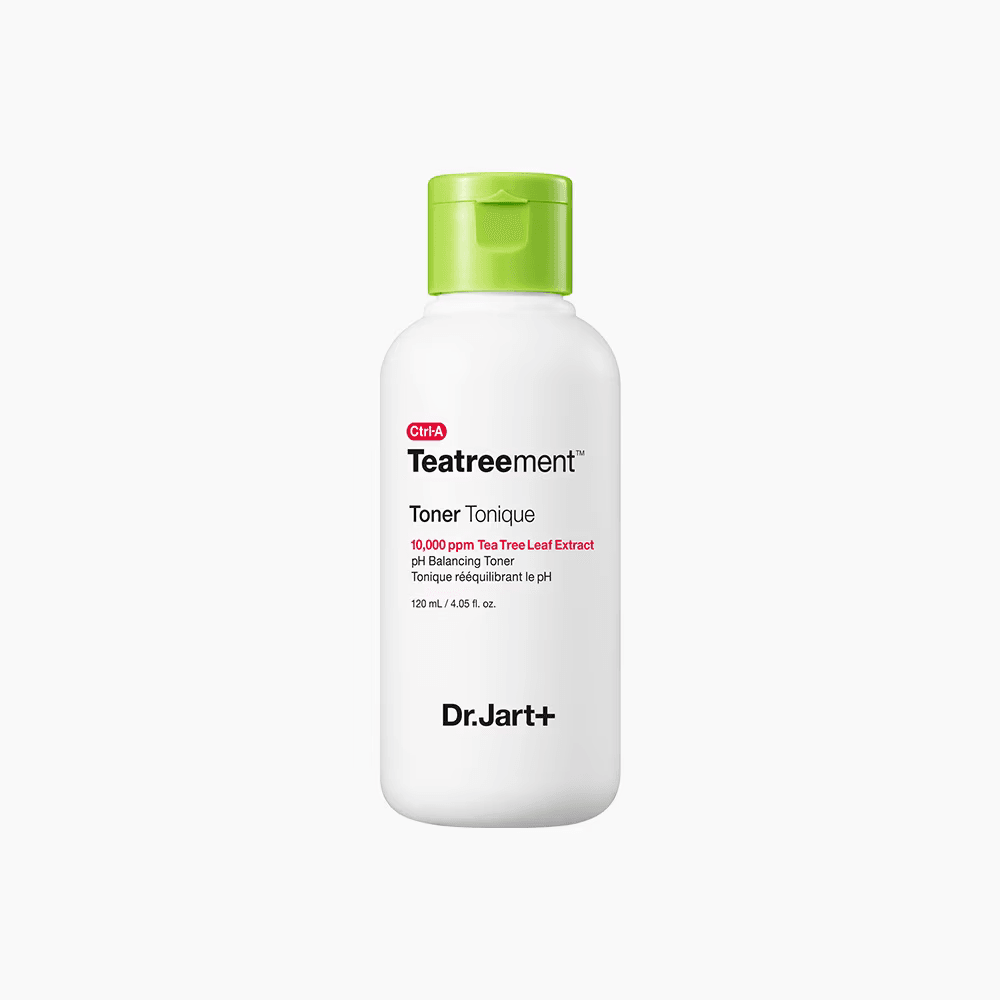 Ctrl-A
Teatreement™
Toner Tonique
10,000 ppm Tea Tree Leaf Extract
pH Balancing Toner
Tonique rééquilibrant le pH
120 mL / 4.05 fl. oz.
Dr.Jart+